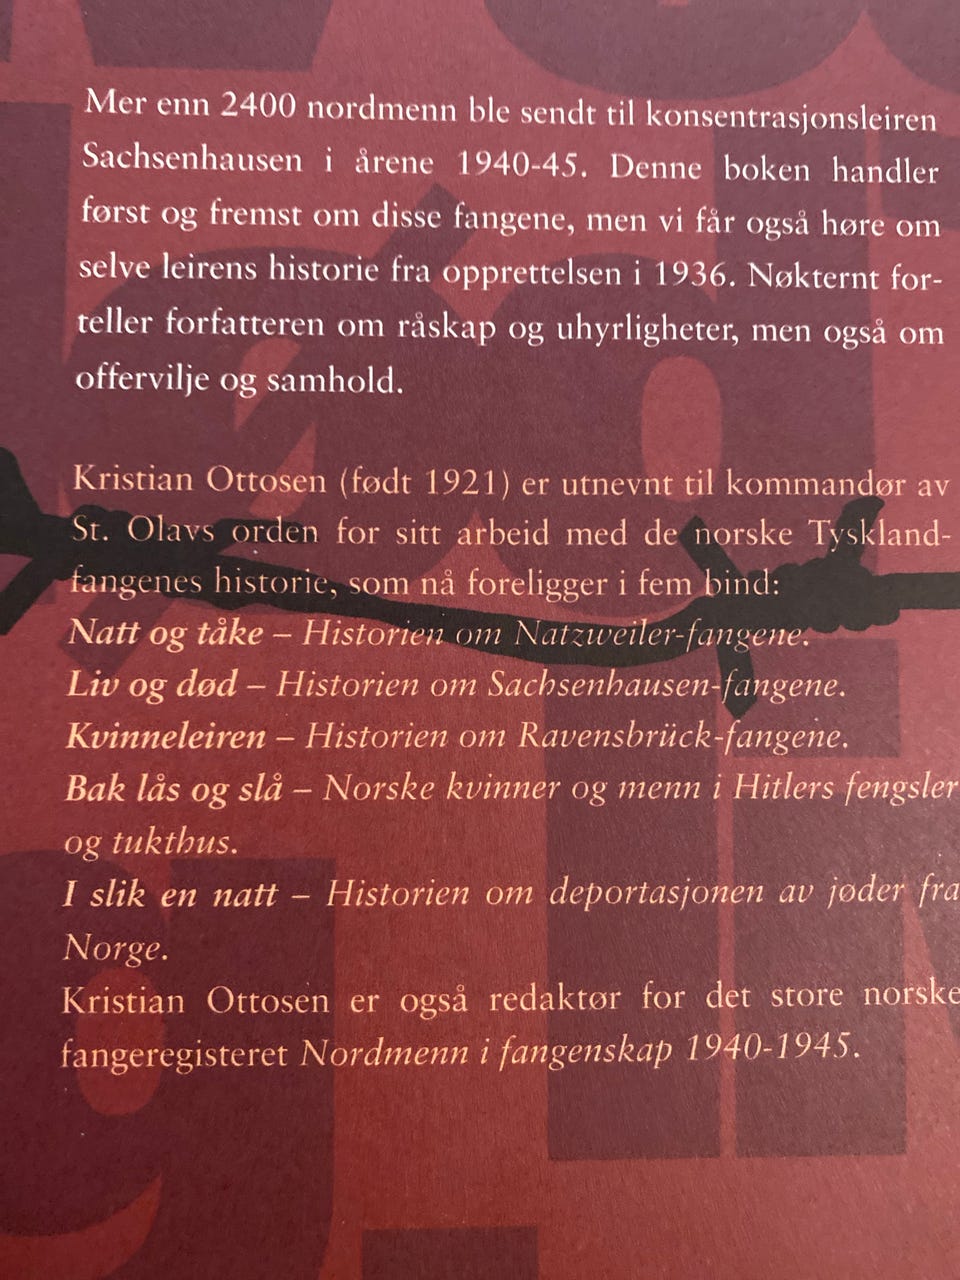 Mer enn 2400 nordmenn ble sendt til konsentrasjonsleiren
Sachsenhausen i årene 1940-45. Denne boken handler
først og fremst om disse fangene, men vi får også høre om
selve leirens historie fra opprettelsen i 1936. Nøkternt for-
teller forfatteren om råskap og uhyrligheter, men også om
offervilje og samhold.
Kristian Ottosen (født 1921) er utnevnt til kommandør av
St. Olavs orden for sitt arbeid med de norske Tyskland-
fangenes historie, som nå foreligger i fem bind:
Natt og tåke – Historien om Natzweiler-fangene.
Liv og død – Historien om Sachsenhausen-fangene.
Kvinneleiren – Historien om Ravensbrück-fangene.
Bak lås og slå – Norske kvinner og menn i Hitlers fengsler
og tukthus.
I slik en natt – Historien om deportasjonen av jøder fra
Norge.
Kristian Ottosen er også redaktør for det store norske
fangeregisteret Nordmenn i fangenskap 1940-1945.